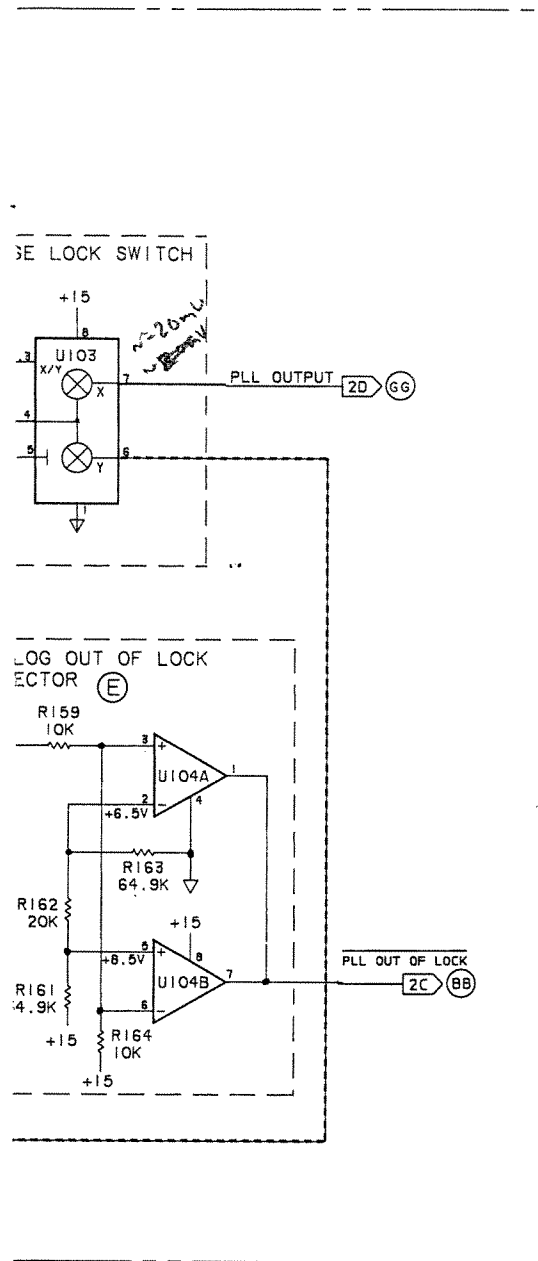 SE LOCK SWITCH
+15
8
3
U103
X/Y
~-20mV
7
X
PLL OUTPUT
2D
GG
4
5
6
Y
1
LOG OUT OF LOCK
ECTOR
E
R159
10K
3
+
1
U104A
2
-
4
+6.5V
R163
64.9K
R162
20K
+15
8
5
+
+8.5V
PLL OUT OF LOCK
7
U104B
2C
BB
R161
4.9K
6
-
+15
R164
10K
+15